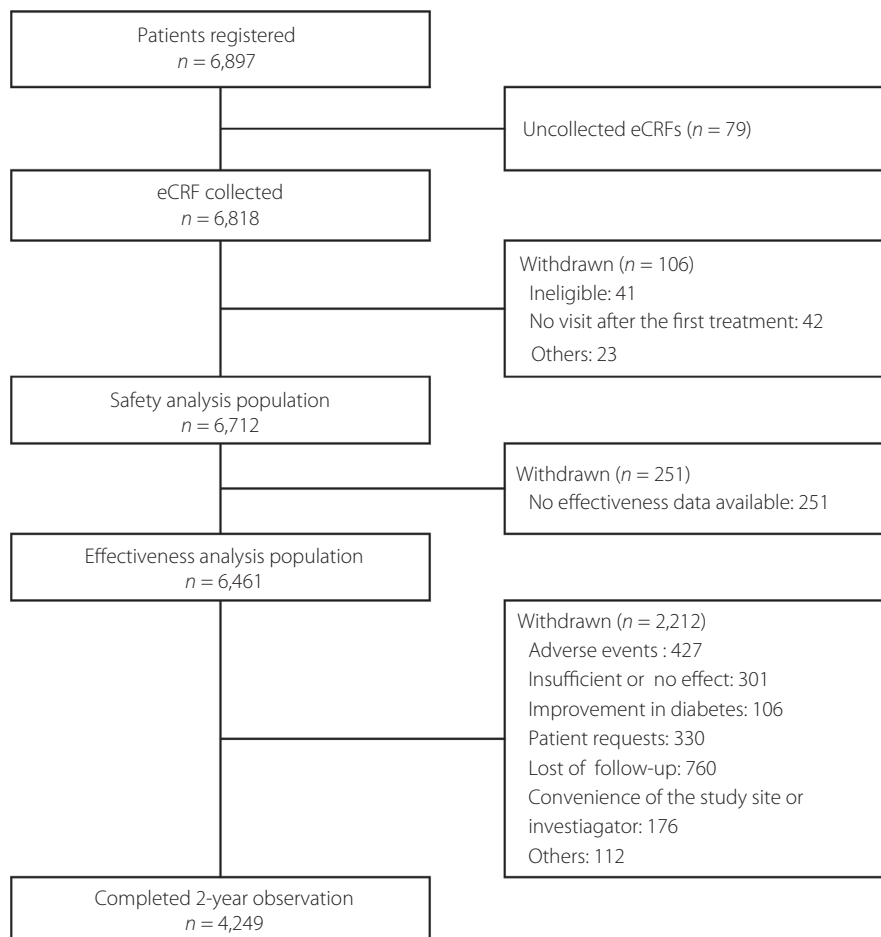 Patients registered
n = 6,897
Uncollected eCRFs (n = 79)
eCRF collected
n = 6,818
Withdrawn (n = 106)
Ineligible: 41
No visit after the first treatment: 42
Others: 23
Safety analysis population
n = 6,712
Withdrawn (n = 251)
No effectiveness data available: 251
Effectiveness analysis population
n = 6,461
Withdrawn (n = 2,212)
Adverse events : 427
Insufficient or  no effect: 301
Improvement in diabetes: 106
Patient requests: 330
Lost of  follow-up: 760
Convenience of the study site or
investiagator: 176
Others: 112
Completed 2-year observation
n = 4,249